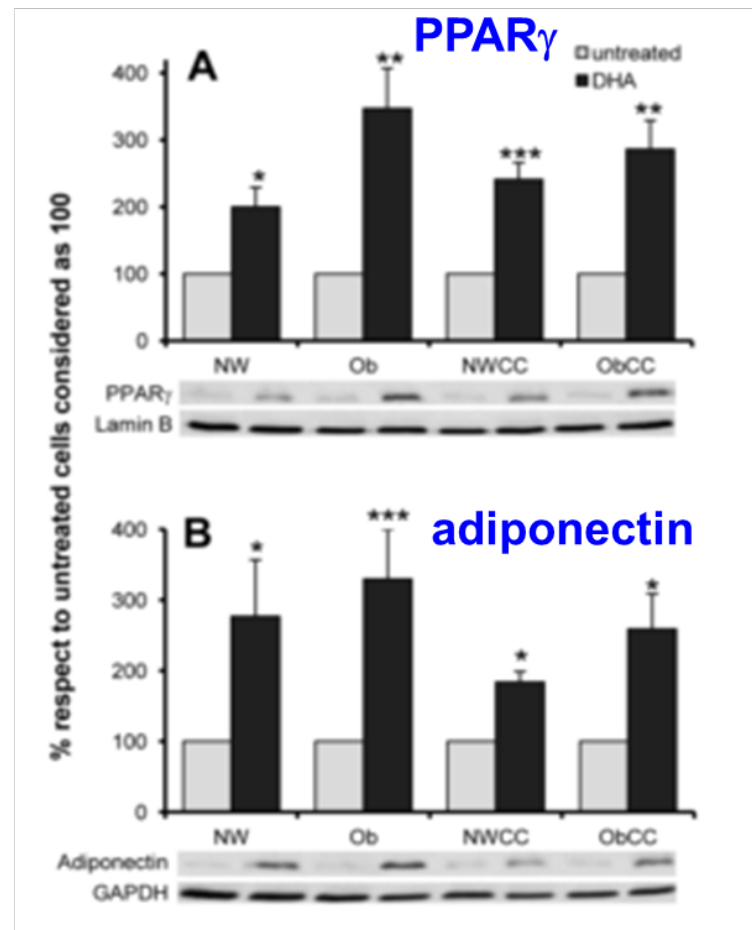 PPARγ
A
untreated
DHA
% respect to untreated cells considered as 100
400
300
200
100
0
*
**
***
**
NW Ob NWCC ObCC
PPARγ
Lamin B
B
adiponectin
400
300
200
100
0
*
***
*
*
NW Ob NWCC ObCC
Adiponectin
GAPDH